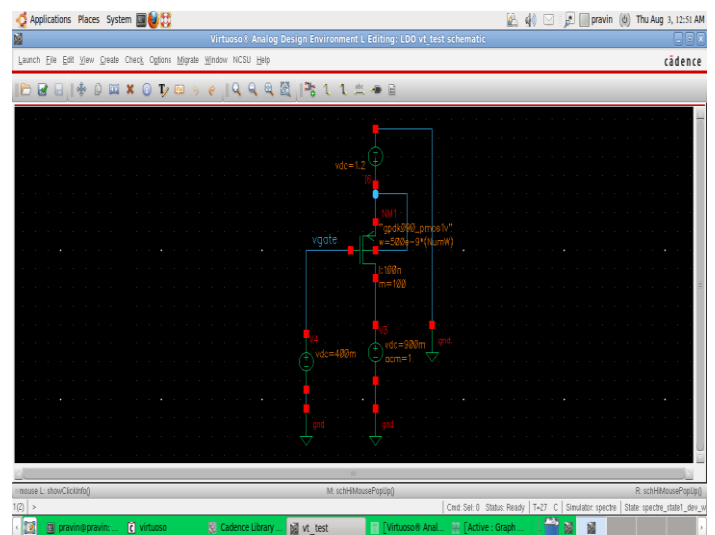 Applications Places System
pravin Thu Aug 3, 12:51 AM
Virtuoso® Analog Design Environment L Editing: LDO vt_test schematic
Launch File Edit View Create Check Options Migrate Window NCSU Help
cādence
vdc=1.2
NM1
"gpdk090_pmos1v"
vgate
w=500e-9*(NumW)
l:100n
m=100
V4
V3
gnd
vdc=400m
vdc=900m
acm=1
gnd
gnd
mouse L: showClickInfo()
M: schHiMousePopUp()
R: schHiMousePopUp()
1(2) >
Cmd: Sel: 0 Status: Ready T=27 C Simulator: spectre State: spectre_state1_dev_w
pravin@pravin: ...
virtuoso
Cadence Library ...
vt_test
[Virtuoso® Anal...
[Active : Graph ...